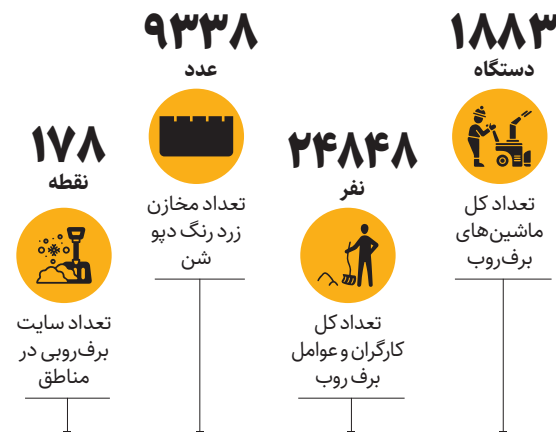 ۱۸۸۳
دستگاه
تعداد کل
ماشین‌های
برف‌روب
۲۴۸۴۸
نفر
تعداد کل
کارگران و عوامل
برف روب
۹۳۳۸
عدد
تعداد مخازن
زرد رنگ دپو
شن
۱۷۸
نقطه
تعداد سایت
برف‌روبی در
مناطق